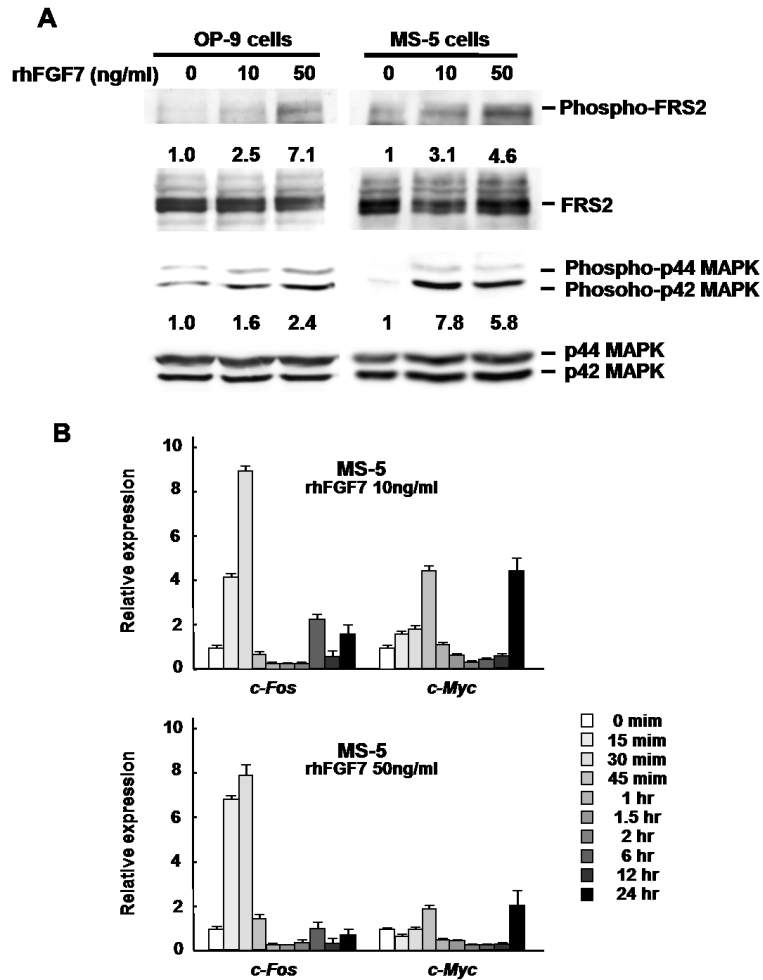 A
OP-9 cells MS-5 cells
rhFGF7 (ng/ml) 0 10 50 0 10 50
Phospho-FRS2
1.0 2.5 7.1 1 3.1 4.6
FRS2
Phospho-p44 MAPK
Phosoho-p42 MAPK
1.0 1.6 2.4 1 7.8 5.8
p44 MAPK
p42 MAPK
B
10
8
6
4
2
0
Relative expression
MS-5
rhFGF7 10ng/ml
c-Fos c-Myc
10
8
6
4
2
0
Relative expression
MS-5
rhFGF7 50ng/ml
c-Fos c-Myc
0 mim
15 mim
30 mim
45 mim
1 hr
1.5 hr
2 hr
6 hr
12 hr
24 hr